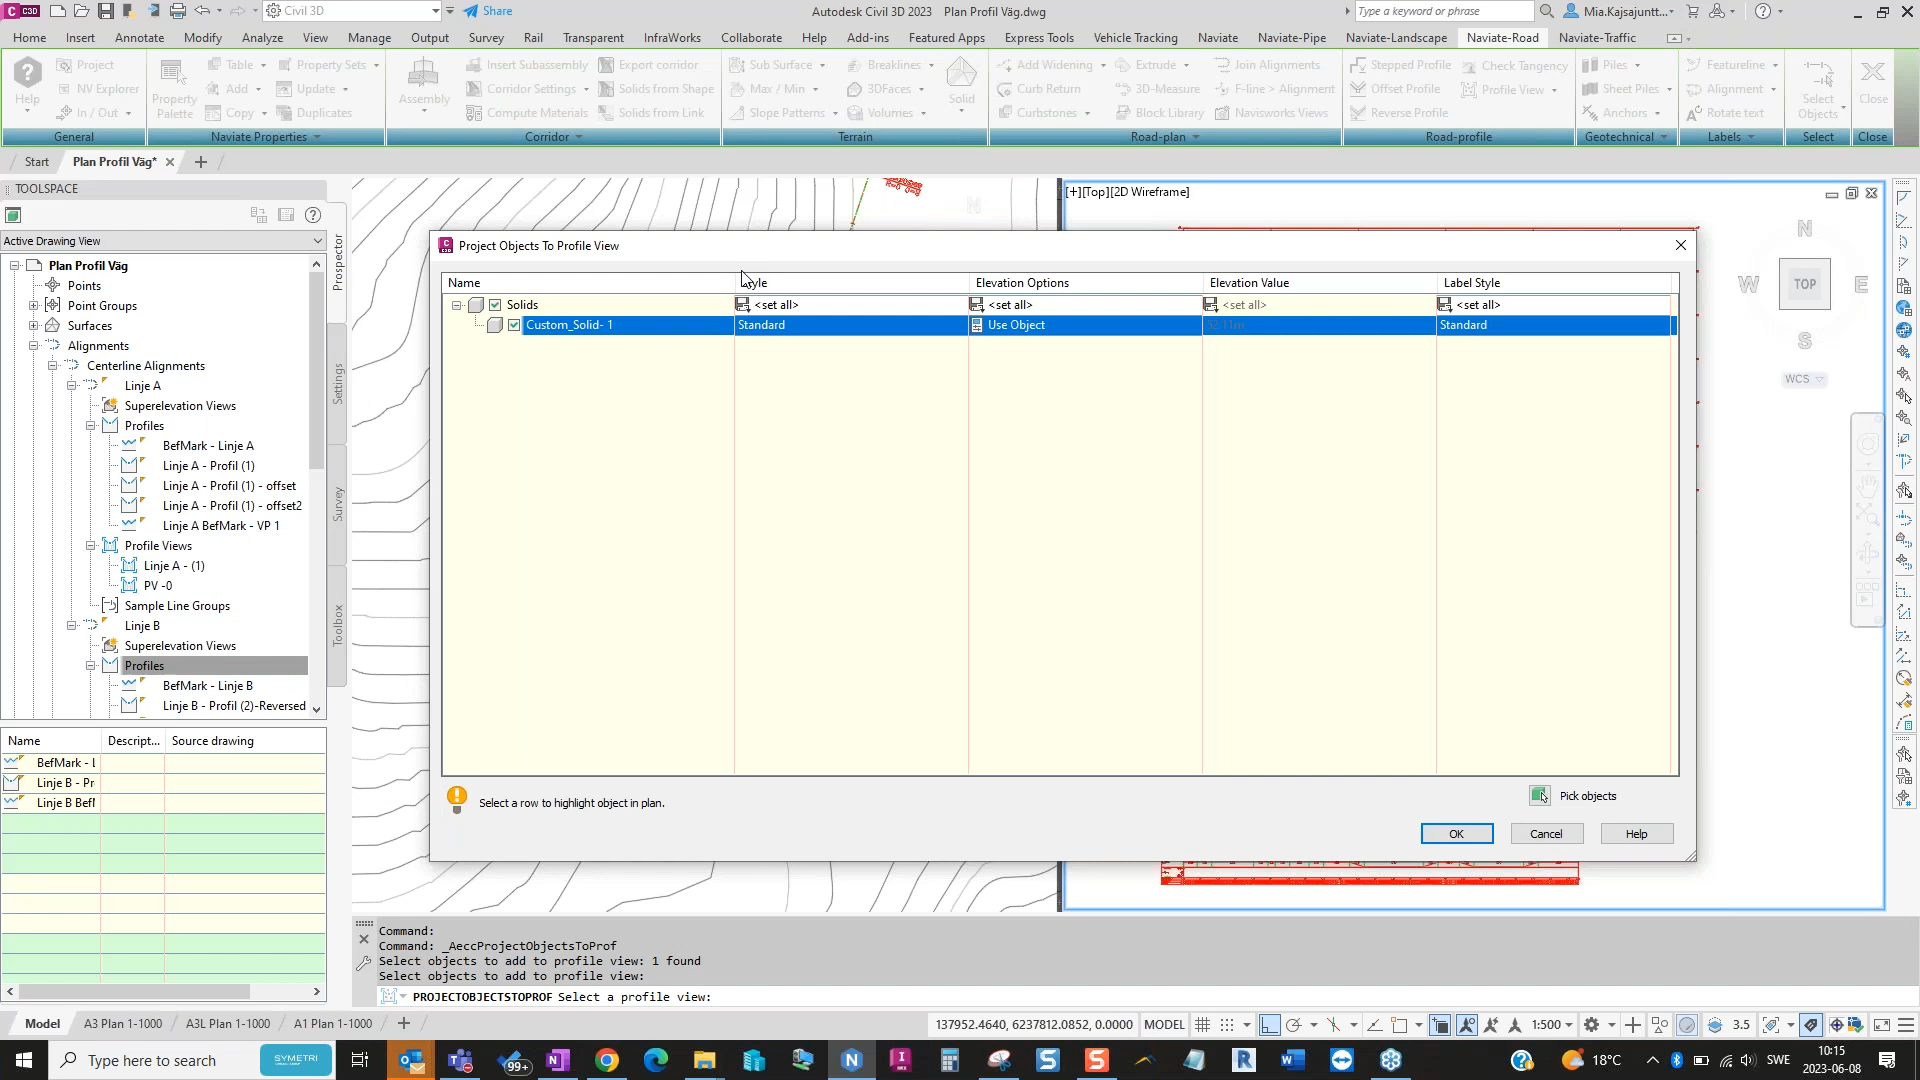 C3D Civil 3D Share Autodesk Civil 3D 2023 Plan Profil Väg.dwg Type a keyword or phrase Mia.Kajsajuntt...
Home Insert Annotate Modify Analyze View Manage Output Survey Rail Transparent InfraWorks Collaborate Help Add-ins Featured Apps Express Tools Vehicle Tracking Naviate Naviate-Pipe Naviate-Landscape Naviate-Road Naviate-Traffic
Project Table Property Sets Insert Subassembly Export corridor Sub Surface Breaklines Add Widening Extrude Join Alignments Stepped Profile Check Tangency Piles Featureline
Help NV Explorer Property Palette Add Update Assembly Corridor Settings Solids from Shape Max / Min 3DFaces Solid Curb Return 3D-Measure F-line > Alignment Offset Profile Profile View Sheet Piles Alignment Select Objects Close
In / Out Copy Duplicates Compute Materials Solids from Link Slope Patterns Volumes Curbstones Block Library Navisworks Views Reverse Profile Anchors Rotate text
General Naviate Properties Corridor Terrain Road-plan Road-profile Geotechnical Labels Select Close
Start Plan Profil Väg*
TOOLSPACE
[+][Top][2D Wireframe]
Active Drawing View
Prospector
Settings
Survey
Toolbox
Plan Profil Väg
Points
Point Groups
Surfaces
Alignments
Centerline Alignments
Linje A
Superelevation Views
Profiles
BefMark - Linje A
Linje A - Profil (1)
Linje A - Profil (1) - offset
Linje A - Profil (1) - offset2
Linje A BefMark - VP 1
Profile Views
Linje A - (1)
PV -0
Sample Line Groups
Linje B
Superelevation Views
Profiles
BefMark - Linje B
Linje B - Profil (2)-Reversed
Name Descript... Source drawing
BefMark - L
Linje B - Pr
Linje B Bef
Project Objects To Profile View
Name Style Elevation Options Elevation Value Label Style
Solids <set all> <set all> <set all> <set all>
Custom_Solid- 1 Standard Use Object Standard
Select a row to highlight object in plan.
Pick objects
OK Cancel Help
N
W TOP E
S
WCS
Command:
Command: _AeccProjectObjectsToProf
Select objects to add to profile view: 1 found
Select objects to add to profile view:
PROJECTOBJECTSTOPROF Select a profile view:
Model A3 Plan 1-1000 A3L Plan 1-1000 A1 Plan 1-1000
137952.4640, 6237812.0852, 0.0000 MODEL 1:500 3.5
Type here to search SYMETRI 99+ 18°C SWE 10:15
2023-06-08